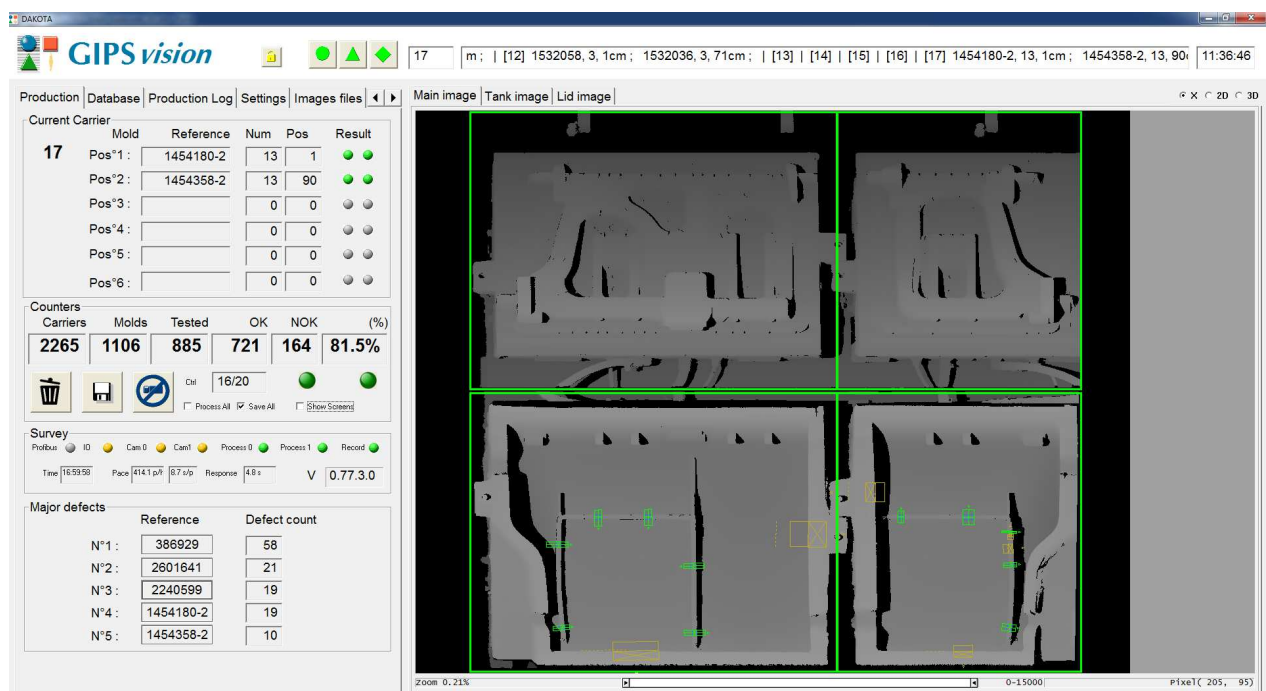 DAKOTA
GIPS vision
17
m ; | [12] 1532058, 3, 1cm ; 1532036, 3, 71cm ; | [13] | [14] | [15] | [16] | [17] 1454180-2, 13, 1cm ; 1454358-2, 13, 90
11:36:46
Production Database Production Log Settings Images files
Main image Tank image Lid image
X 2D 3D
Current Carrier
Mold Reference Num Pos Result
17 Pos°1 : 1454180-2 13 1
Pos°2 : 1454358-2 13 90
Pos°3 : 0 0
Pos°4 : 0 0
Pos°5 : 0 0
Pos°6 : 0 0
Counters
Carriers Molds Tested OK NOK (%)
2265 1106 885 721 164 81.5%
Ctrl 16/20
Process All Save All Show Screens
Survey
Profibus IO Cam 0 Cam1 Process 0 Process 1 Record
Time 16:59:58 Pace 414.1 p/h 8.7 s/p Response 4.8 s V 0.77.3.0
Major defects
Reference Defect count
N°1 : 386929 58
N°2 : 2601641 21
N°3 : 2240599 19
N°4 : 1454180-2 19
N°5 : 1454358-2 10
Zoom 0.21%
0-15000
Pixel( 205, 95)